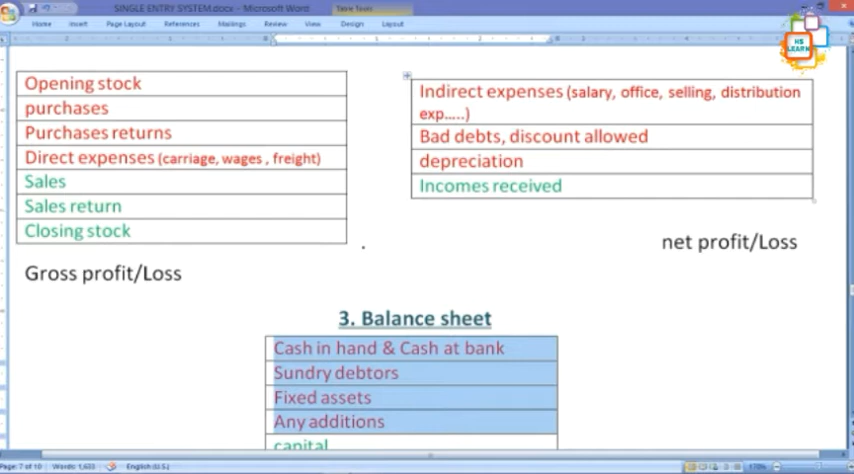 SINGLE ENTRY SYSTEM.docx - Microsoft Word
Table Tools
Home Insert Page Layout References Mailings Review View Design Layout
HS LEARN
Opening stock
purchases
Purchases returns
Direct expenses (carriage, wages , freight)
Sales
Sales return
Closing stock
Gross profit/Loss
Indirect expenses (salary, office, selling, distribution
exp…..)
Bad debts, discount allowed
depreciation
Incomes received
net profit/Loss
3. Balance sheet
Cash in hand & Cash at bank
Sundry debtors
Fixed assets
Any additions
capital
Page: 7 of 10 Words: 1,633 English (U.S.)
170%